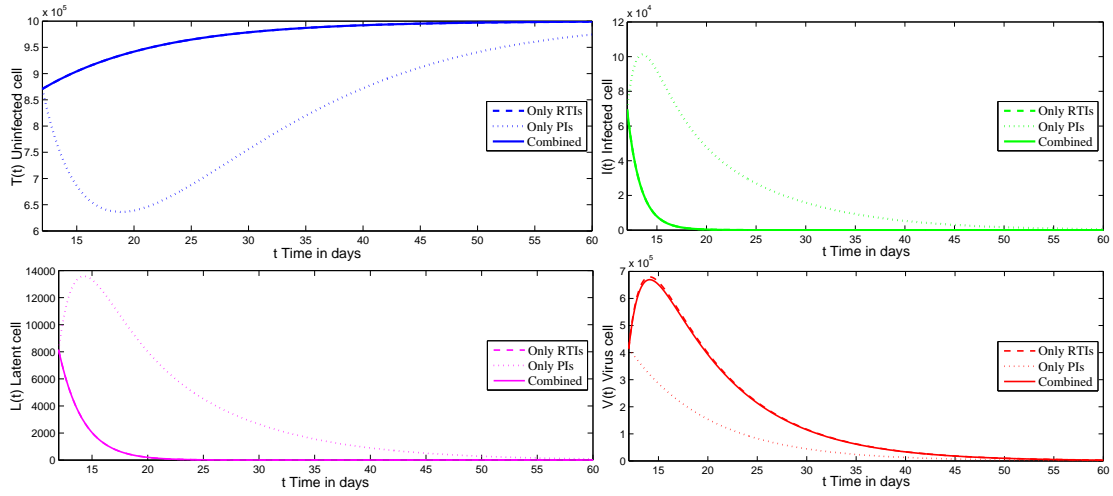 x 10^5
10
9.5
9
8.5
8
7.5
7
6.5
6
T(t) Uninfected cell
15 20 25 30 35 40 45 50 55 60
t Time in days
Only RTIs
Only PIs
Combined
x 10^4
12
10
8
6
4
2
0
I(t) Infected cell
15 20 25 30 35 40 45 50 55 60
t Time in days
Only RTIs
Only PIs
Combined
14000
12000
10000
8000
6000
4000
2000
0
L(t) Latent cell
15 20 25 30 35 40 45 50 55 60
t Time in days
Only RTIs
Only PIs
Combined
x 10^5
7
6
5
4
3
2
1
0
V(t) Virus cell
15 20 25 30 35 40 45 50 55 60
t Time in days
Only RTIs
Only PIs
Combined